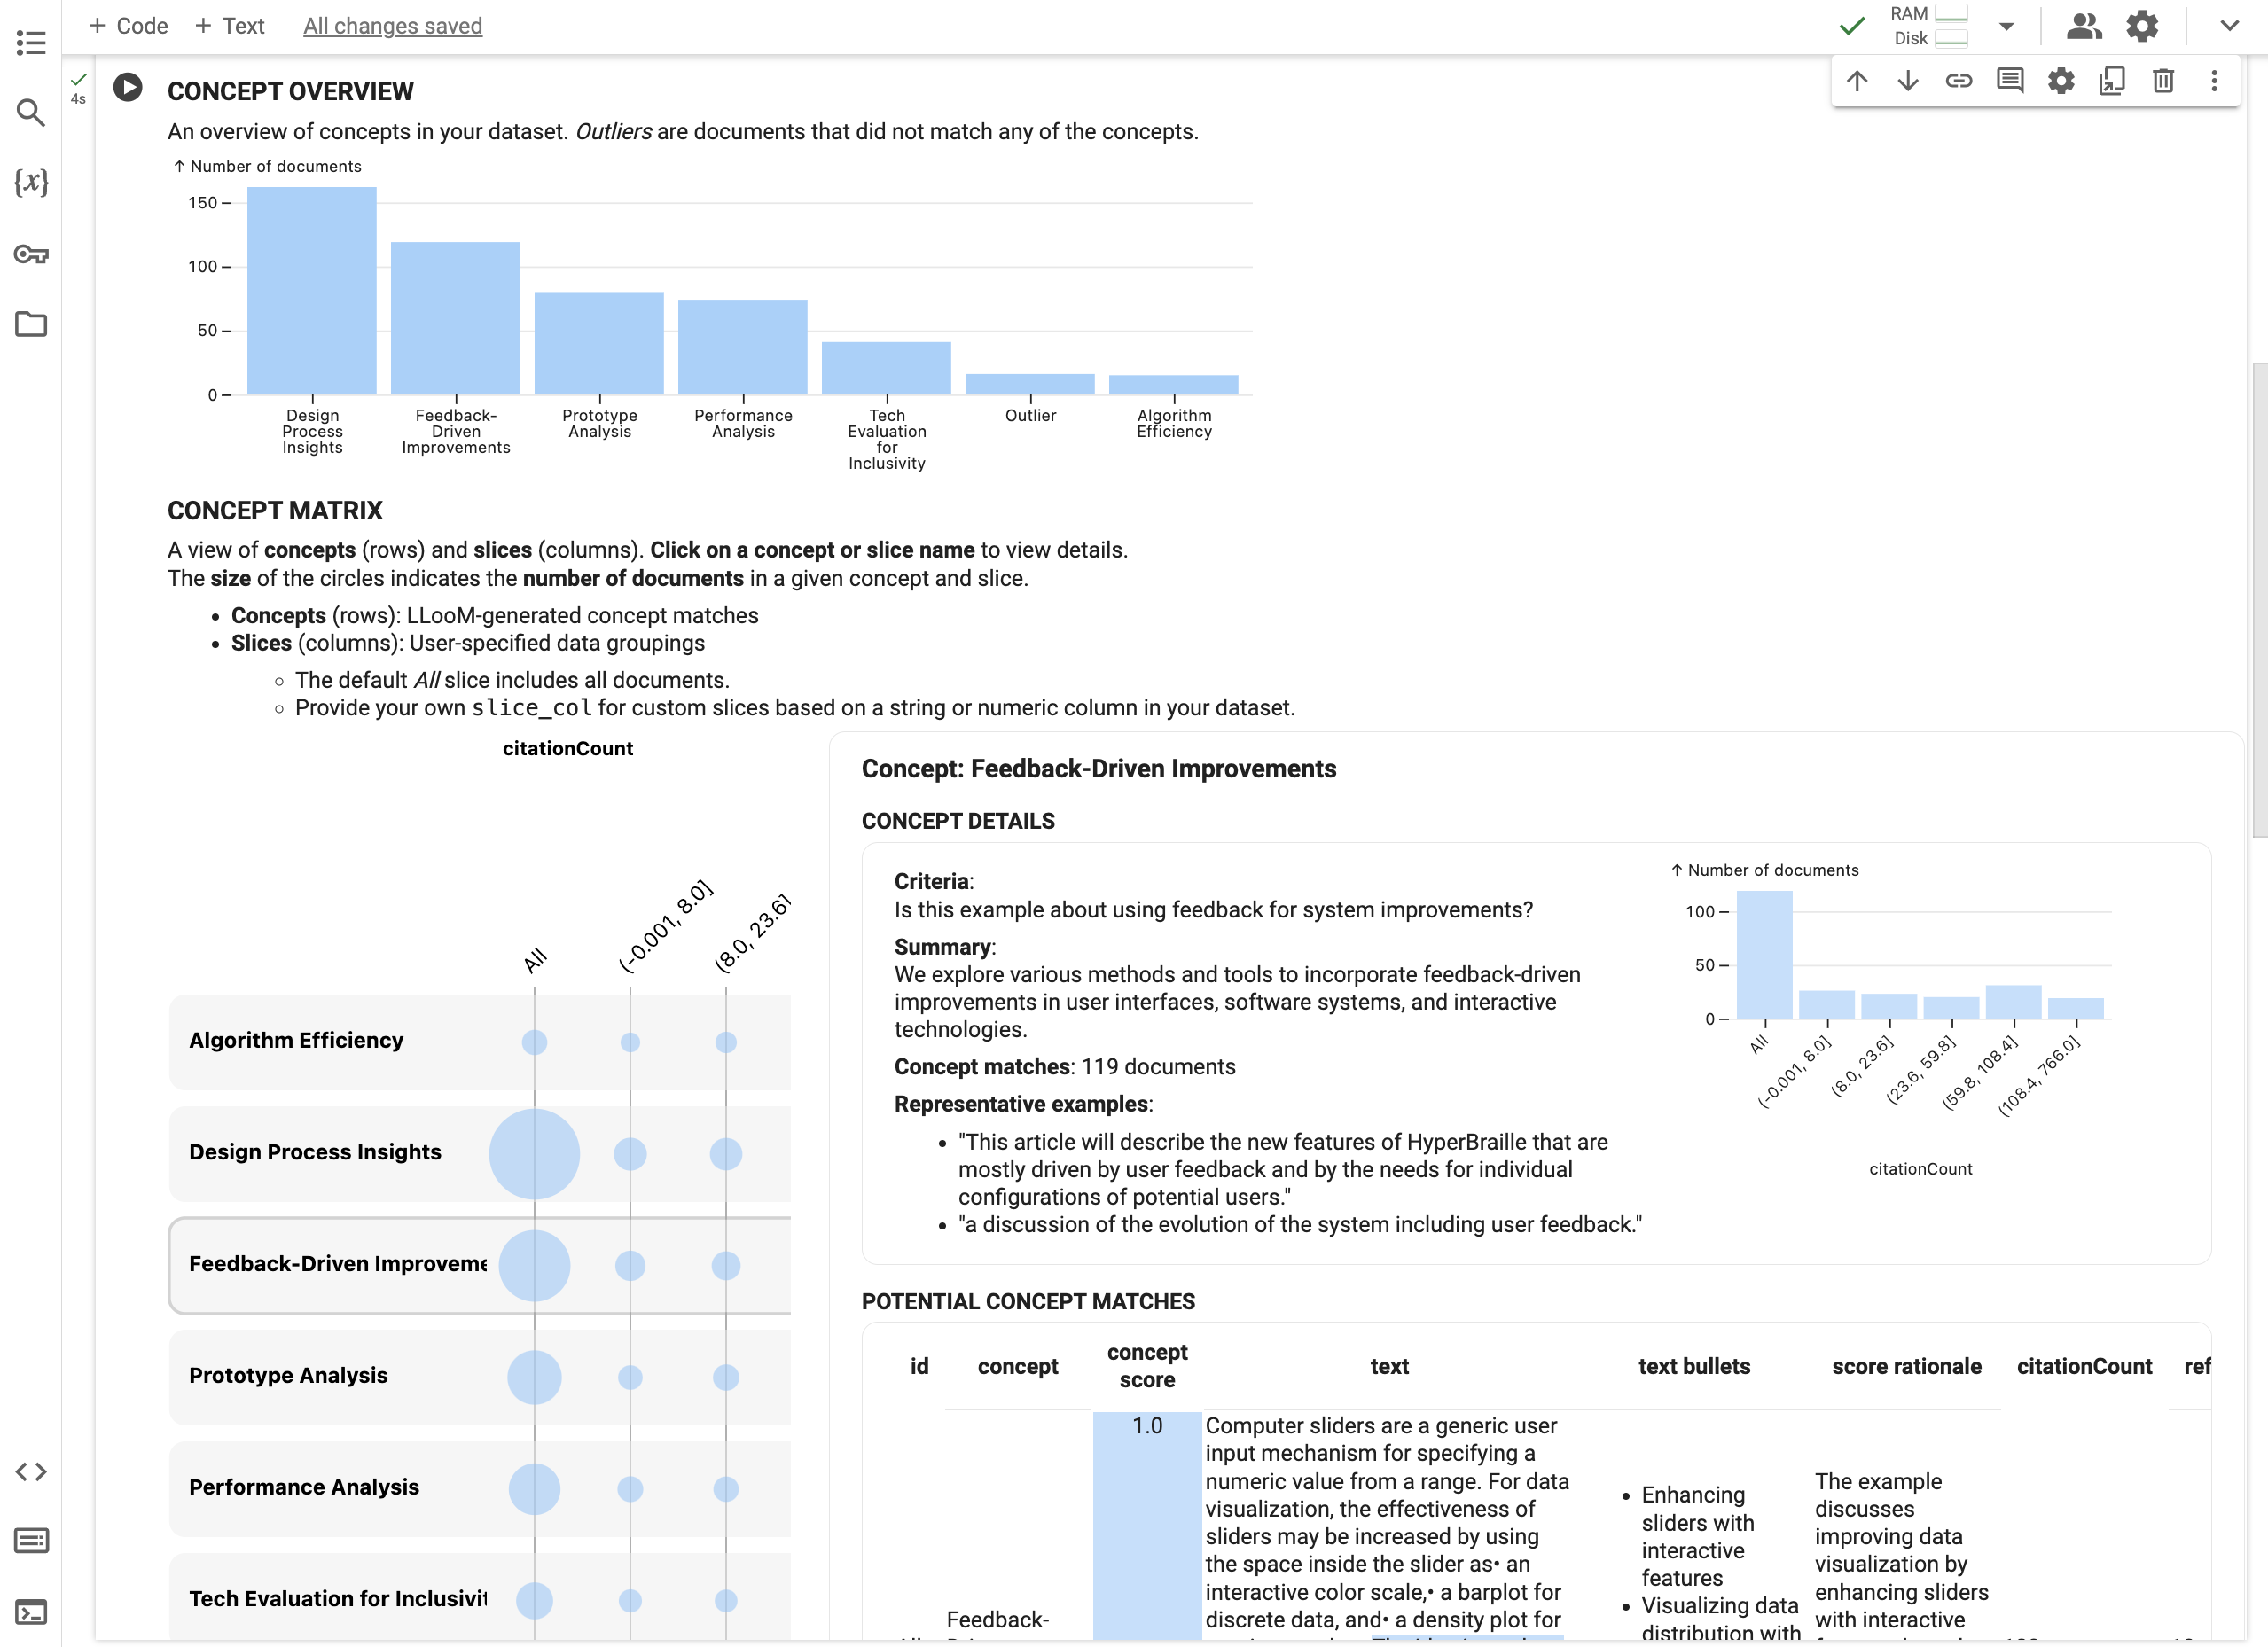 + Code + Text All changes saved
RAM
Disk
4s
{x}
CONCEPT OVERVIEW
An overview of concepts in your dataset. Outliers are documents that did not match any of the concepts.
↑ Number of documents
150
100
50
0
Design
Process
Insights
Feedback-
Driven
Improvements
Prototype
Analysis
Performance
Analysis
Tech
Evaluation
for
Inclusivity
Outlier
Algorithm
Efficiency
CONCEPT MATRIX
A view of concepts (rows) and slices (columns). Click on a concept or slice name to view details.
The size of the circles indicates the number of documents in a given concept and slice.
• Concepts (rows): LLooM-generated concept matches
• Slices (columns): User-specified data groupings
◦ The default All slice includes all documents.
◦ Provide your own slice_col for custom slices based on a string or numeric column in your dataset.
citationCount
All
(-0.001, 8.0]
(8.0, 23.6]
Algorithm Efficiency
Design Process Insights
Feedback-Driven Improveme
Prototype Analysis
Performance Analysis
Tech Evaluation for Inclusivit
Concept: Feedback-Driven Improvements
CONCEPT DETAILS
Criteria:
Is this example about using feedback for system improvements?
Summary:
We explore various methods and tools to incorporate feedback-driven
improvements in user interfaces, software systems, and interactive
technologies.
Concept matches: 119 documents
Representative examples:
• "This article will describe the new features of HyperBraille that are
mostly driven by user feedback and by the needs for individual
configurations of potential users."
• "a discussion of the evolution of the system including user feedback."
↑ Number of documents
100
50
0
All
(-0.001, 8.0]
(8.0, 23.6]
(23.6, 59.8]
(59.8, 108.4]
(108.4, 766.0]
citationCount
POTENTIAL CONCEPT MATCHES
id
concept
concept
score
text
text bullets
score rationale
citationCount
ref
Feedback-
1.0
Computer sliders are a generic user
input mechanism for specifying a
numeric value from a range. For data
visualization, the effectiveness of
sliders may be increased by using
the space inside the slider as• an
interactive color scale,• a barplot for
discrete data, and• a density plot for
• Enhancing
sliders with
interactive
features
• Visualizing data
distribution with
The example
discusses
improving data
visualization by
enhancing sliders
with interactive